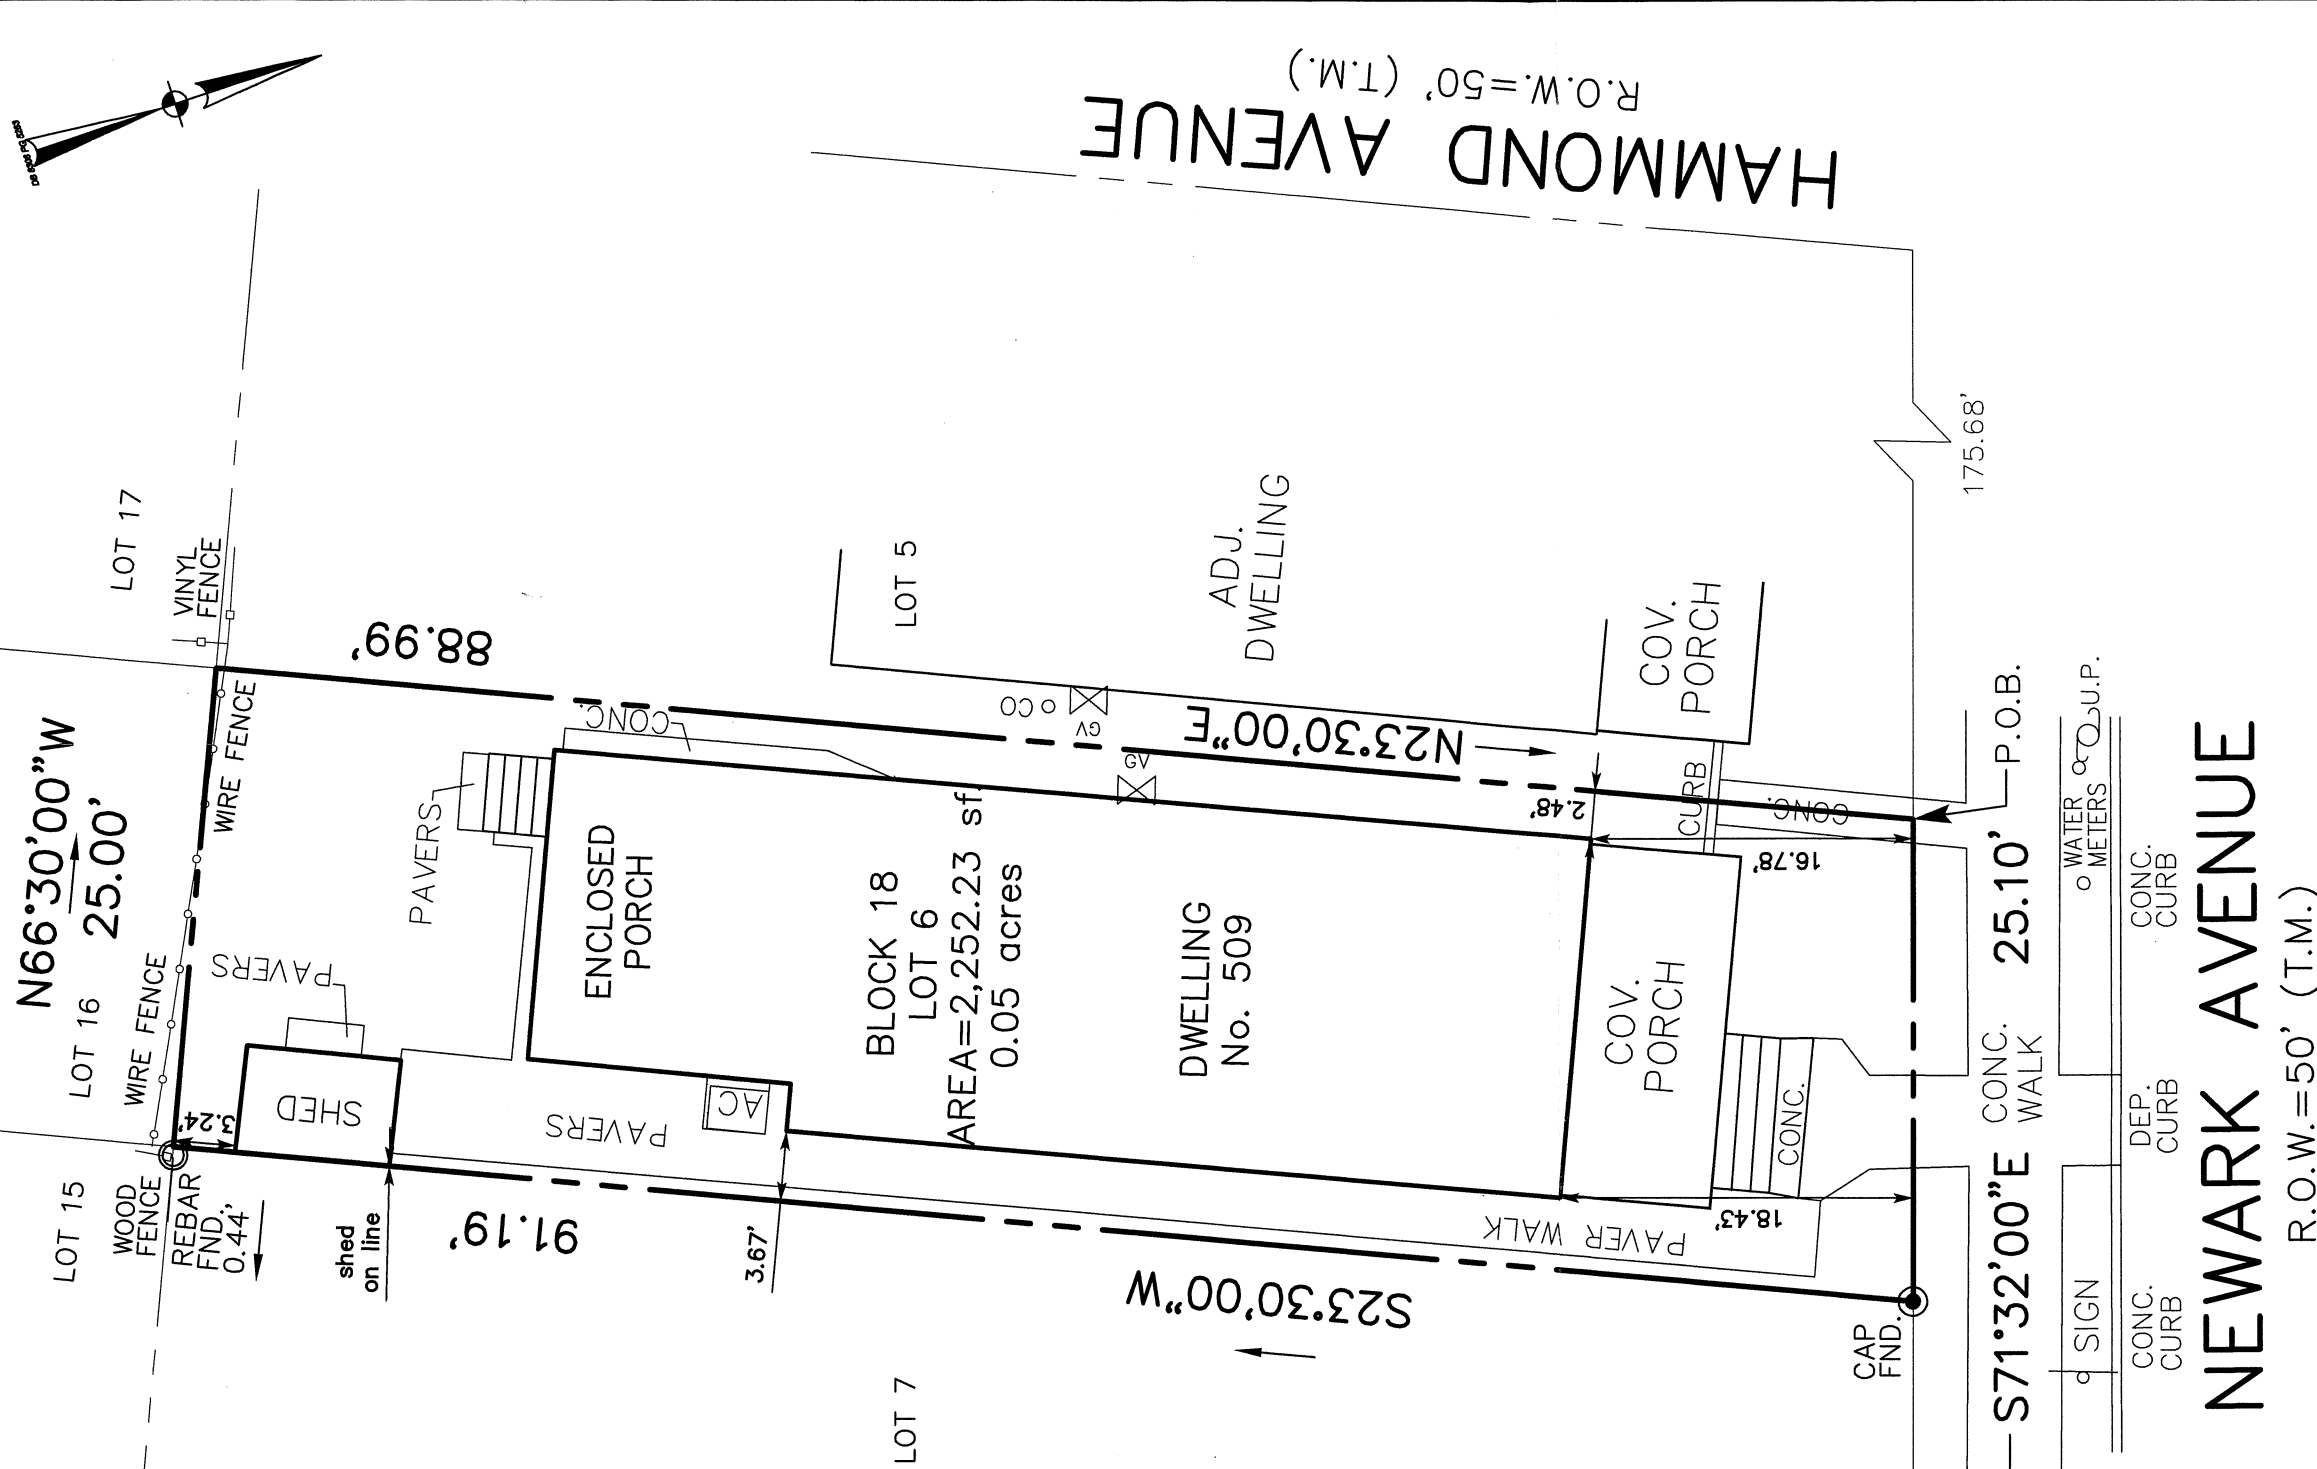 DB 6306 PG 5263
HAMMOND AVENUE
R.O.W.=50' (T.M.)
175.68'
LOT 17
VINYL
FENCE
88.99'
N23°30'00"E
LOT 5
ADJ.
DWELLING
COV.
PORCH
N66°30'00"W
25.00'
LOT 16
WIRE FENCE
WIRE FENCE
PAVERS
PAVERS
CONC.
CO
GV
GV
2.48'
CURB
CONC.
16.78'
P.O.B.
ENCLOSED
PORCH
BLOCK 18
LOT 6
AREA=2,252.23 sf.
0.05 acres
DWELLING
No. 509
COV.
PORCH
CONC.
18.43'
3.24'
SHED
PAVERS
AC
PAVER WALK
LOT 15
WOOD
FENCE
REBAR
FND.
0.44'
shed
on line
91.19'
3.67'
S23°30'00"W
LOT 7
CAP
FND.
S71°32'00"E 25.10'
CONC.
WALK
SIGN
WATER
METERS
U.P.
CONC.
CURB
DEP.
CURB
CONC.
CURB
NEWARK AVENUE
R.O.W.=50' (T.M.)